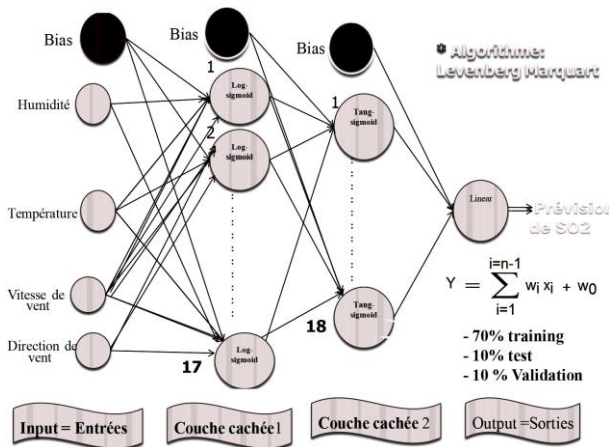 Bias
Bias
Bias
* Algorithme:
Levenberg Marquart
1
Log-
sigmoid
Humidité
1
Tang-
sigmoid
2
Log-
sigmoid
Température
Linear
Prévision
de SO2
Vitesse de
vent
Y = i=n-1 ∑ i=1 wi xi + w0
18
Tang-
sigmoid
Direction de
vent
17
Log-
sigmoid
- 70% training
- 10% test
- 10 % Validation
Input = Entrées
Couche cachée1
Couche cachée 2
Output =Sorties